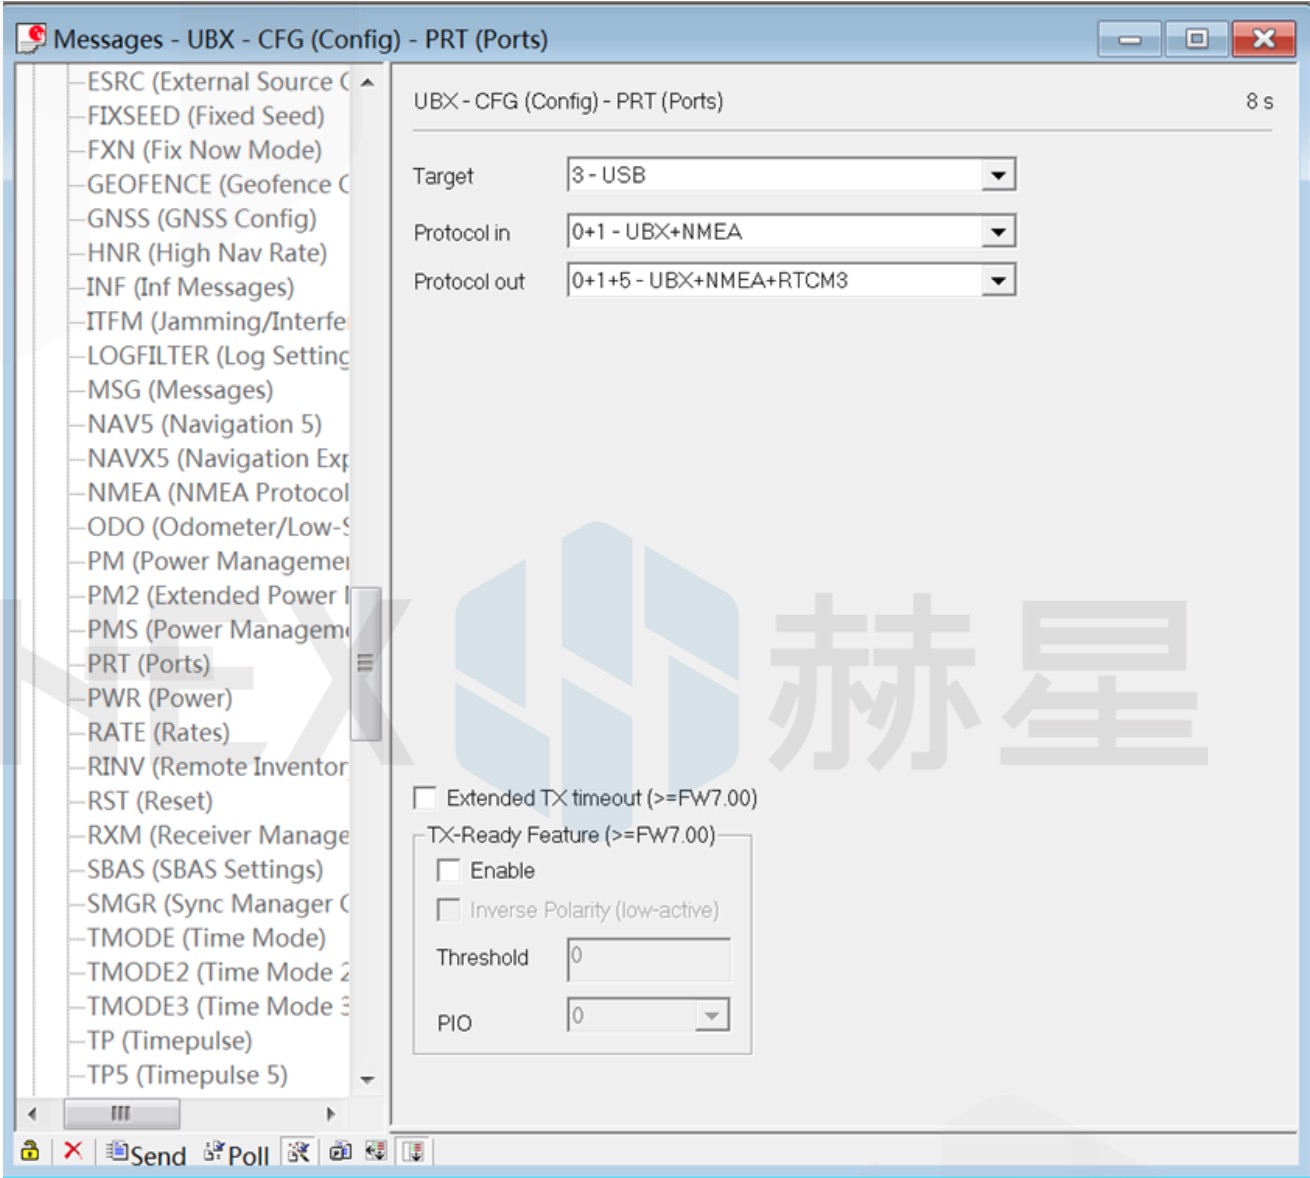 Messages - UBX - CFG (Config) - PRT (Ports)
ESRC (External Source
FIXSEED (Fixed Seed)
FXN (Fix Now Mode)
GEOFENCE (Geofence
GNSS (GNSS Config)
HNR (High Nav Rate)
INF (Inf Messages)
ITFM (Jamming/Interfe
LOGFILTER (Log Setting
MSG (Messages)
NAV5 (Navigation 5)
NAVX5 (Navigation Exp
NMEA (NMEA Protocol
ODO (Odometer/Low-S
PM (Power Managemen
PM2 (Extended Power
PMS (Power Manageme
PRT (Ports)
PWR (Power)
RATE (Rates)
RINV (Remote Inventor
RST (Reset)
RXM (Receiver Manage
SBAS (SBAS Settings)
SMGR (Sync Manager
TMODE (Time Mode)
TMODE2 (Time Mode 2
TMODE3 (Time Mode 3
TP (Timepulse)
TP5 (Timepulse 5)
UBX - CFG (Config) - PRT (Ports) 8 s
Target 3 - USB
Protocol in 0+1 - UBX+NMEA
Protocol out 0+1+5 - UBX+NMEA+RTCM3
HEX 赫星
Extended TX timeout (>=FW7.00)
TX-Ready Feature (>=FW7.00)
Enable
Inverse Polarity (low-active)
Threshold 0
PIO 0
Send Poll